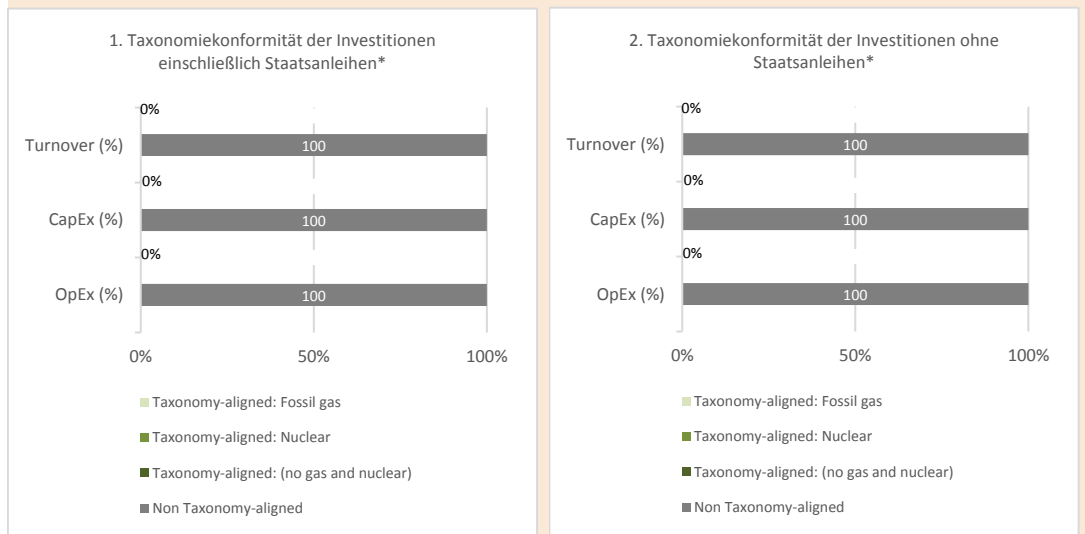 1. Taxonomiekonformität der Investitionen
einschließlich Staatsanleihen*
0%
Turnover (%)
100
0%
CapEx (%)
100
0%
OpEx (%)
100
0% 50% 100%
Taxonomy-aligned: Fossil gas
Taxonomy-aligned: Nuclear
Taxonomy-aligned: (no gas and nuclear)
Non Taxonomy-aligned
2. Taxonomiekonformität der Investitionen ohne
Staatsanleihen*
0%
Turnover (%)
100
0%
CapEx (%)
100
0%
OpEx (%)
100
0% 50% 100%
Taxonomy-aligned: Fossil gas
Taxonomy-aligned: Nuclear
Taxonomy-aligned: (no gas and nuclear)
Non Taxonomy-aligned